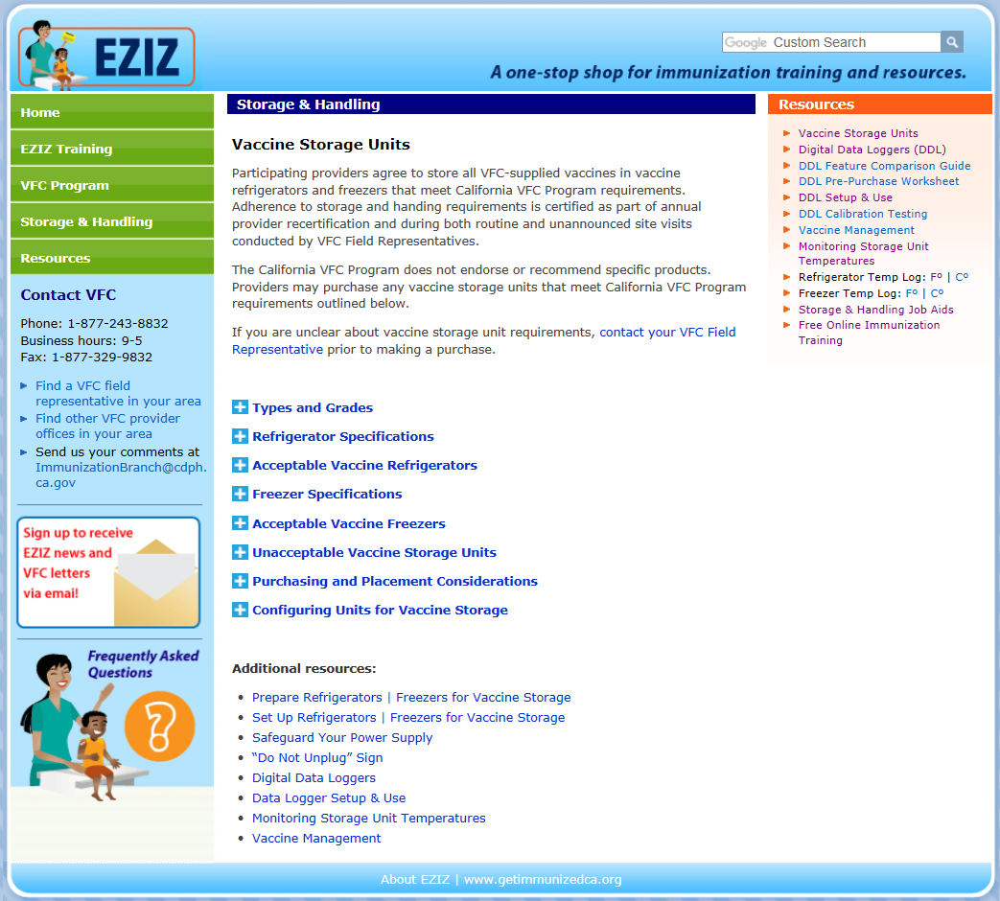 EZIZ
Google Custom Search
A one-stop shop for immunization training and resources.
Home
EZIZ Training
VFC Program
Storage & Handling
Resources
Contact VFC
Phone: 1-877-243-8832
Business hours: 9-5
Fax: 1-877-329-9832
Find a VFC field
representative in your area
Find other VFC provider
offices in your area
Send us your comments at
ImmunizationBranch@cdph.
ca.gov
Sign up to receive
EZIZ news and
VFC letters
via email!
Frequently Asked
Questions
?
Storage & Handling
Vaccine Storage Units
Participating providers agree to store all VFC-supplied vaccines in vaccine
refrigerators and freezers that meet California VFC Program requirements.
Adherence to storage and handing requirements is certified as part of annual
provider recertification and during both routine and unannounced site visits
conducted by VFC Field Representatives.
The California VFC Program does not endorse or recommend specific products.
Providers may purchase any vaccine storage units that meet California VFC Program
requirements outlined below.
If you are unclear about vaccine storage unit requirements, contact your VFC Field
Representative prior to making a purchase.
Types and Grades
Refrigerator Specifications
Acceptable Vaccine Refrigerators
Freezer Specifications
Acceptable Vaccine Freezers
Unacceptable Vaccine Storage Units
Purchasing and Placement Considerations
Configuring Units for Vaccine Storage
Additional resources:
• Prepare Refrigerators | Freezers for Vaccine Storage
• Set Up Refrigerators | Freezers for Vaccine Storage
• Safeguard Your Power Supply
• “Do Not Unplug” Sign
• Digital Data Loggers
• Data Logger Setup & Use
• Monitoring Storage Unit Temperatures
• Vaccine Management
Resources
Vaccine Storage Units
Digital Data Loggers (DDL)
DDL Feature Comparison Guide
DDL Pre-Purchase Worksheet
DDL Setup & Use
DDL Calibration Testing
Vaccine Management
Monitoring Storage Unit
Temperatures
Refrigerator Temp Log: Fº | Cº
Freezer Temp Log: Fº | Cº
Storage & Handling Job Aids
Free Online Immunization
Training
About EZIZ | www.getimmunizedca.org